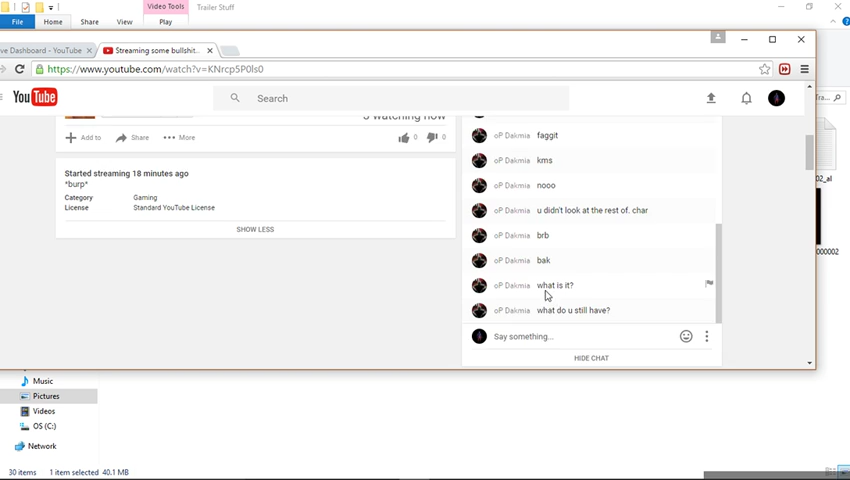 Video Tools
Trailer Stuff
File
Home
Share
View
Play
ve Dashboard - YouTube
Streaming some bullshit...
https://www.youtube.com/watch?v=KNrcp5P0ls0
Tra...
YouTube
Search
watching now
Add to
Share
More
0
0
Started streaming 18 minutes ago
*burp*
Category
Gaming
License
Standard YouTube License
SHOW LESS
oP Dakmia faggit
oP Dakmia kms
oP Dakmia nooo
oP Dakmia u didn't look at the rest of. char
oP Dakmia brb
oP Dakmia bak
oP Dakmia what is it?
oP Dakmia what do u still have?
Say something...
HIDE CHAT
02_al
000002
Music
Pictures
Videos
OS (C:)
Network
30 items
1 item selected
40.1 MB